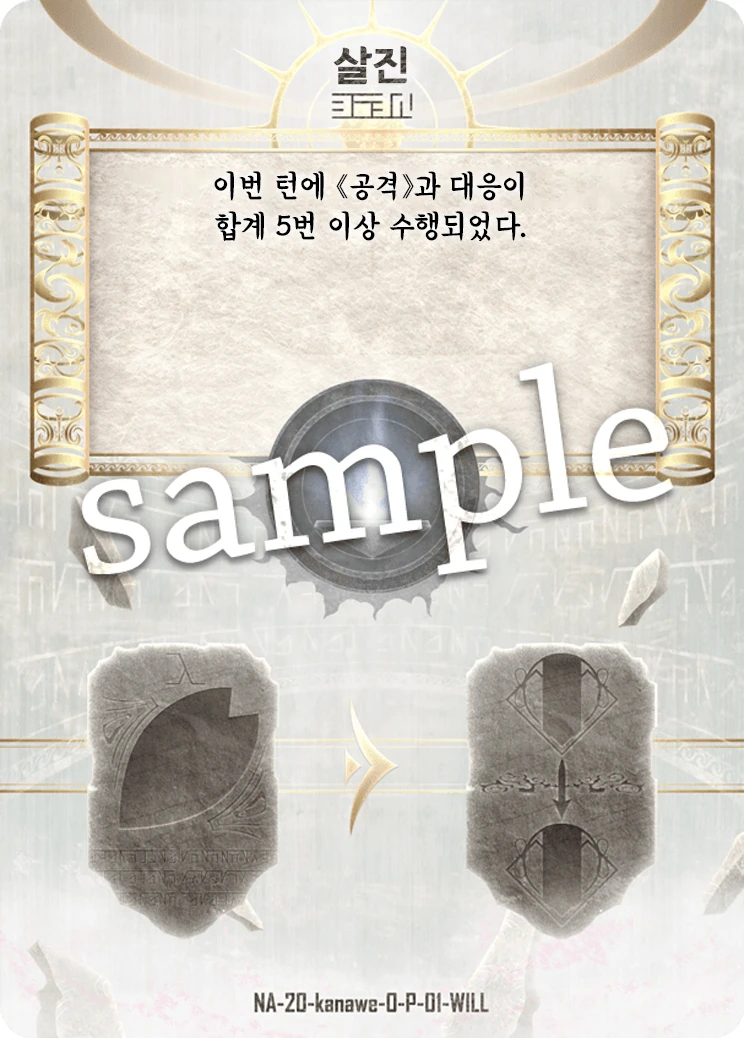 살진
이번 턴에 《공격》과 대응이
합계 5번 이상 수행되었다.
sample
NA-20-kanawe-O-P-01-WILL